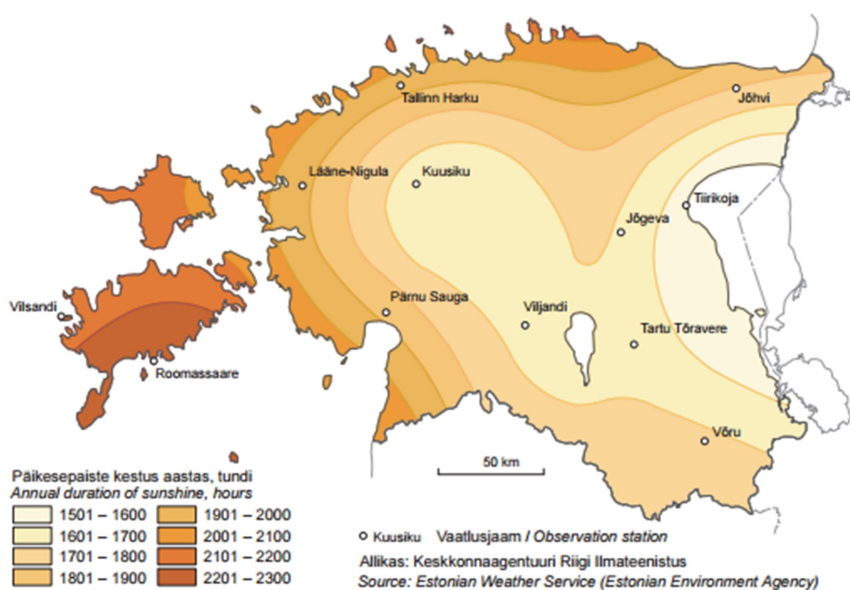 Tallinn Harku
Jõhvi
Lääne-Nigula
Kuusiku
Tiirikoja
Jõgeva
Vilsandi
Pärnu Sauga
Viljandi
Tartu Tõravere
Roomassaare
Võru
50 km
Päikesepaiste kestus aastas, tundi
Annual duration of sunshine, hours
1501 – 1600
1601 – 1700
1701 – 1800
1801 – 1900
1901 – 2000
2001 – 2100
2101 – 2200
2201 – 2300
Kuusiku Vaatlusjaam / Observation station
Allikas: Keskkonnaagentuuri Riigi Ilmateenistus
Source: Estonian Weather Service (Estonian Environment Agency)